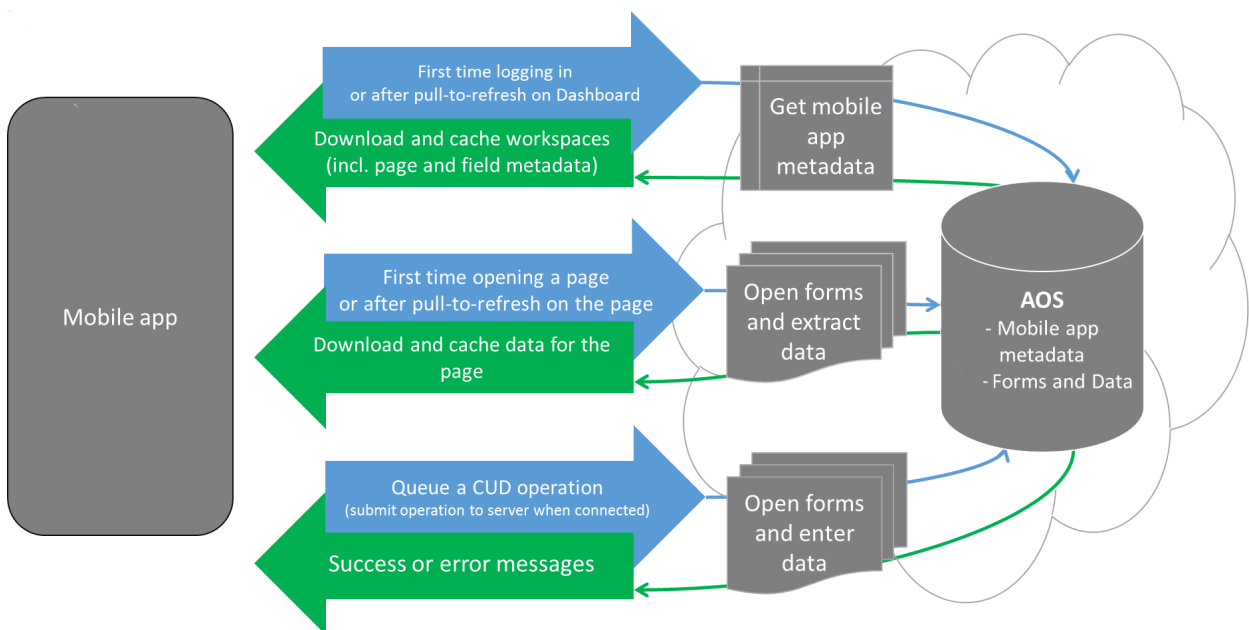 Mobile app
First time logging in
or after pull-to-refresh on Dashboard
Download and cache workspaces
(incl. page and field metadata)
Get mobile
app
metadata
First time opening a page
or after pull-to-refresh on the page
Download and cache data for the
page
Open forms
and extract
data
AOS
- Mobile app
metadata
- Forms and Data
Queue a CUD operation
(submit operation to server when connected)
Success or error messages
Open forms
and enter
data